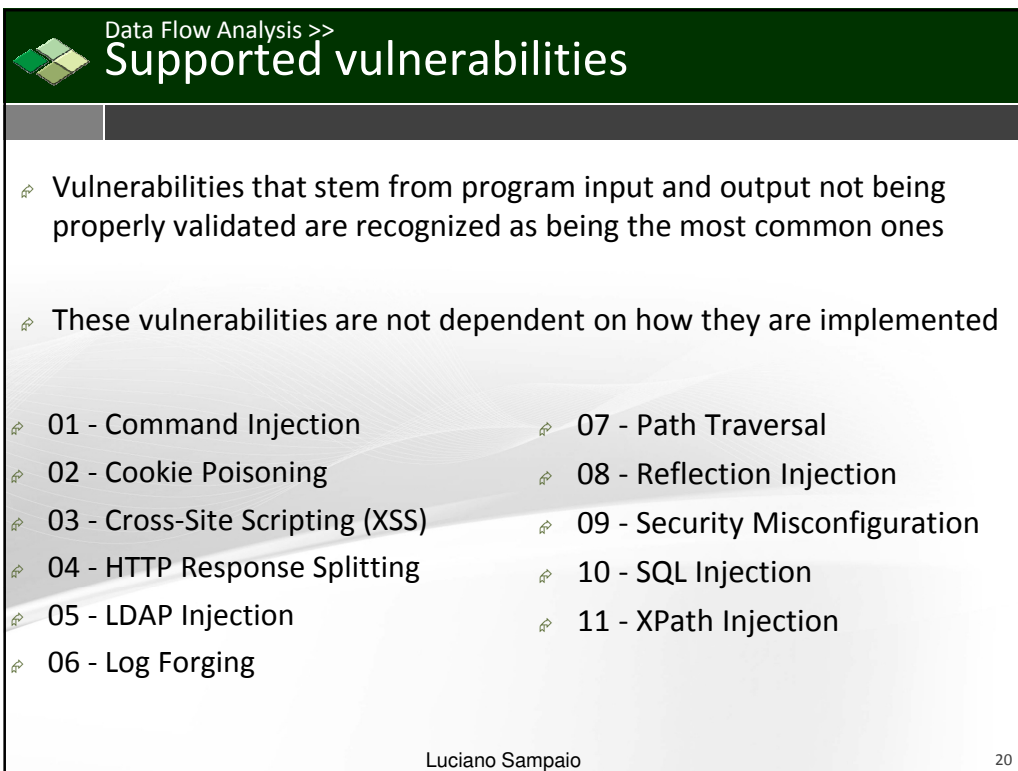 Data Flow Analysis >>
Supported vulnerabilities
Vulnerabilities that stem from program input and output not being
properly validated are recognized as being the most common ones
These vulnerabilities are not dependent on how they are implemented
01 - Command Injection
02 - Cookie Poisoning
03 - Cross-Site Scripting (XSS)
04 - HTTP Response Splitting
05 - LDAP Injection
06 - Log Forging
07 - Path Traversal
08 - Reflection Injection
09 - Security Misconfiguration
10 - SQL Injection
11 - XPath Injection
Luciano Sampaio
20